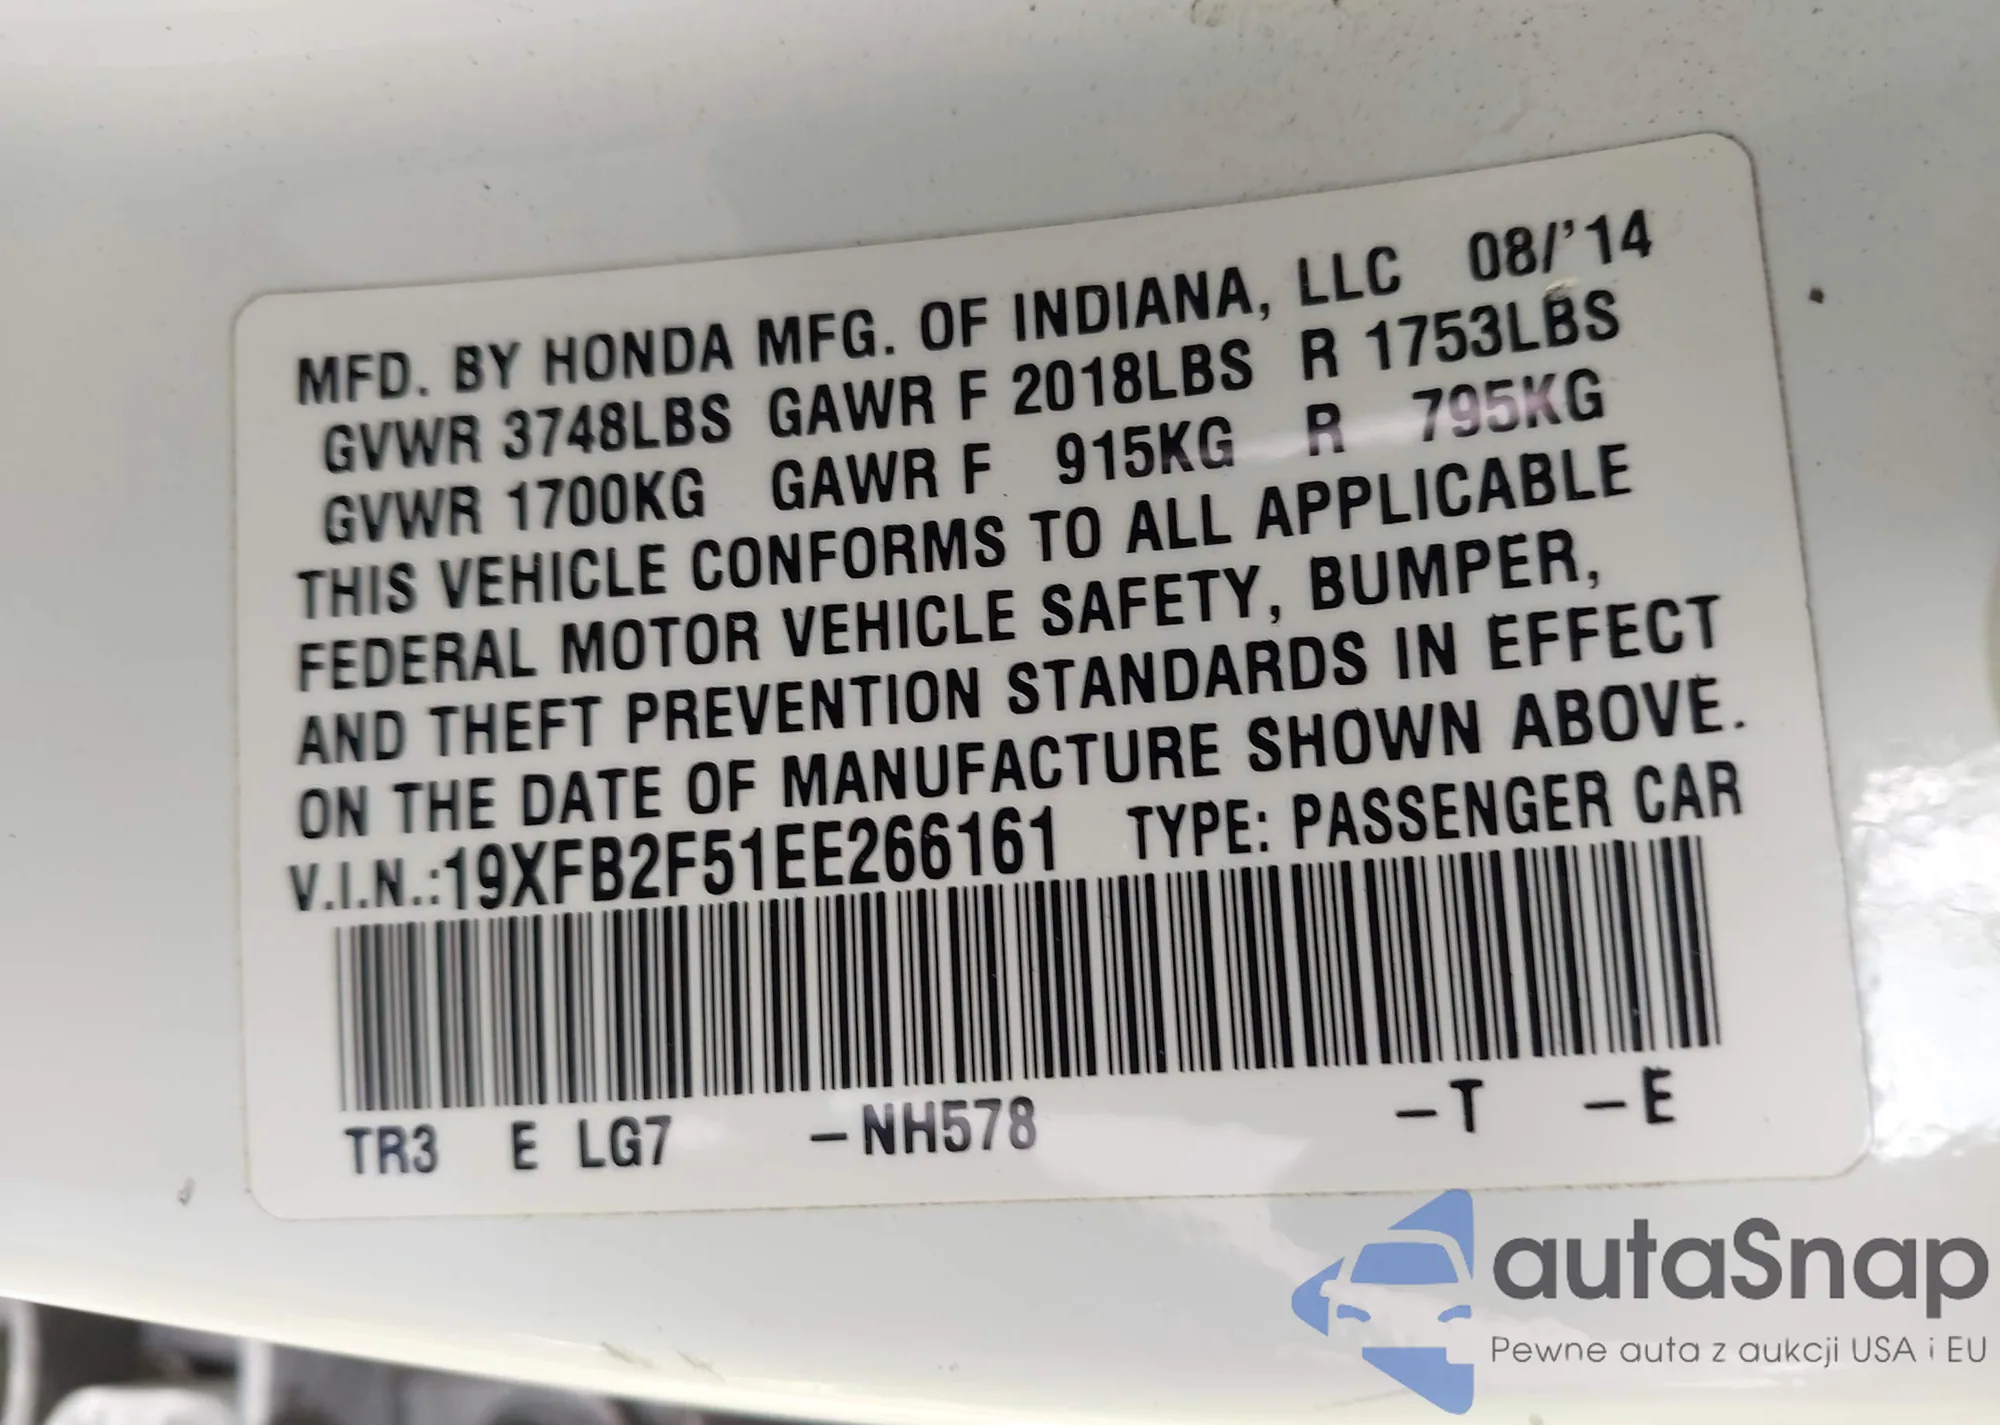 MFD. BY HONDA MFG. OF INDIANA, LLC 08/'14
GVWR 3748LBS GAWR F 2018LBS R 1753LBS
GVWR 1700KG GAWR F 915KG R 795KG
THIS VEHICLE CONFORMS TO ALL APPLICABLE
FEDERAL MOTOR VEHICLE SAFETY, BUMPER,
AND THEFT PREVENTION STANDARDS IN EFFECT
ON THE DATE OF MANUFACTURE SHOWN ABOVE.
V.I.N.:19XFB2F51EE266161 TYPE: PASSENGER CAR
TR3 E LG7 –NH578 –T –E
autaSnap
Pewne auta z aukcji USA i EU